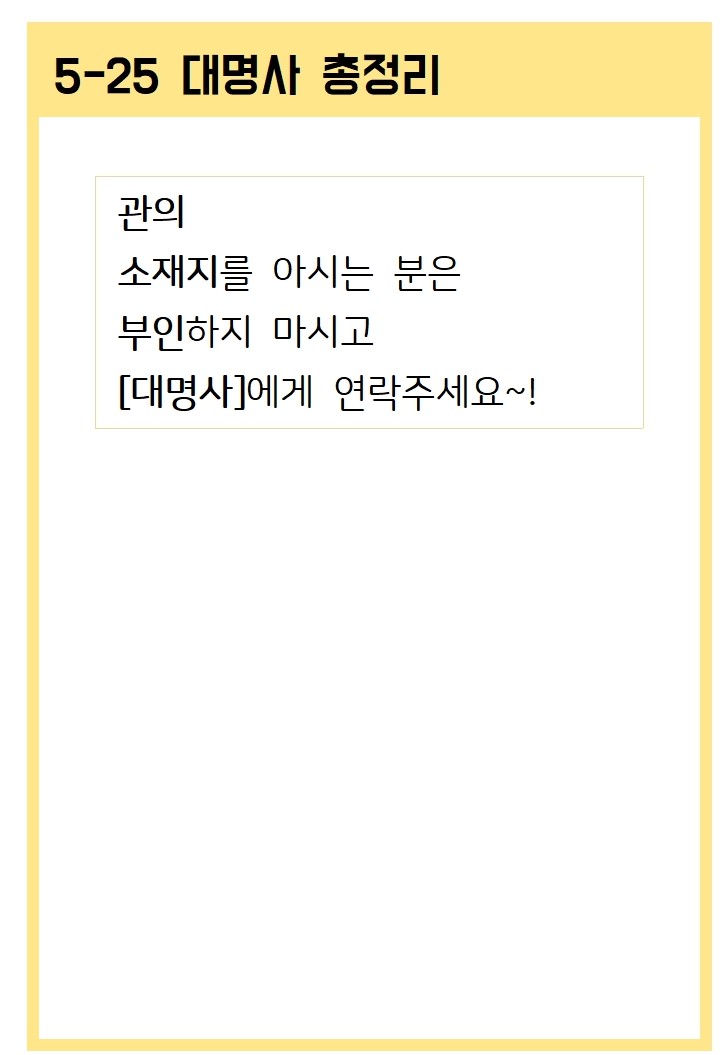 5-25 대명사 총정리
관의
소재지를 아시는 분은
부인하지 마시고
[대명사]에게 연락주세요~!